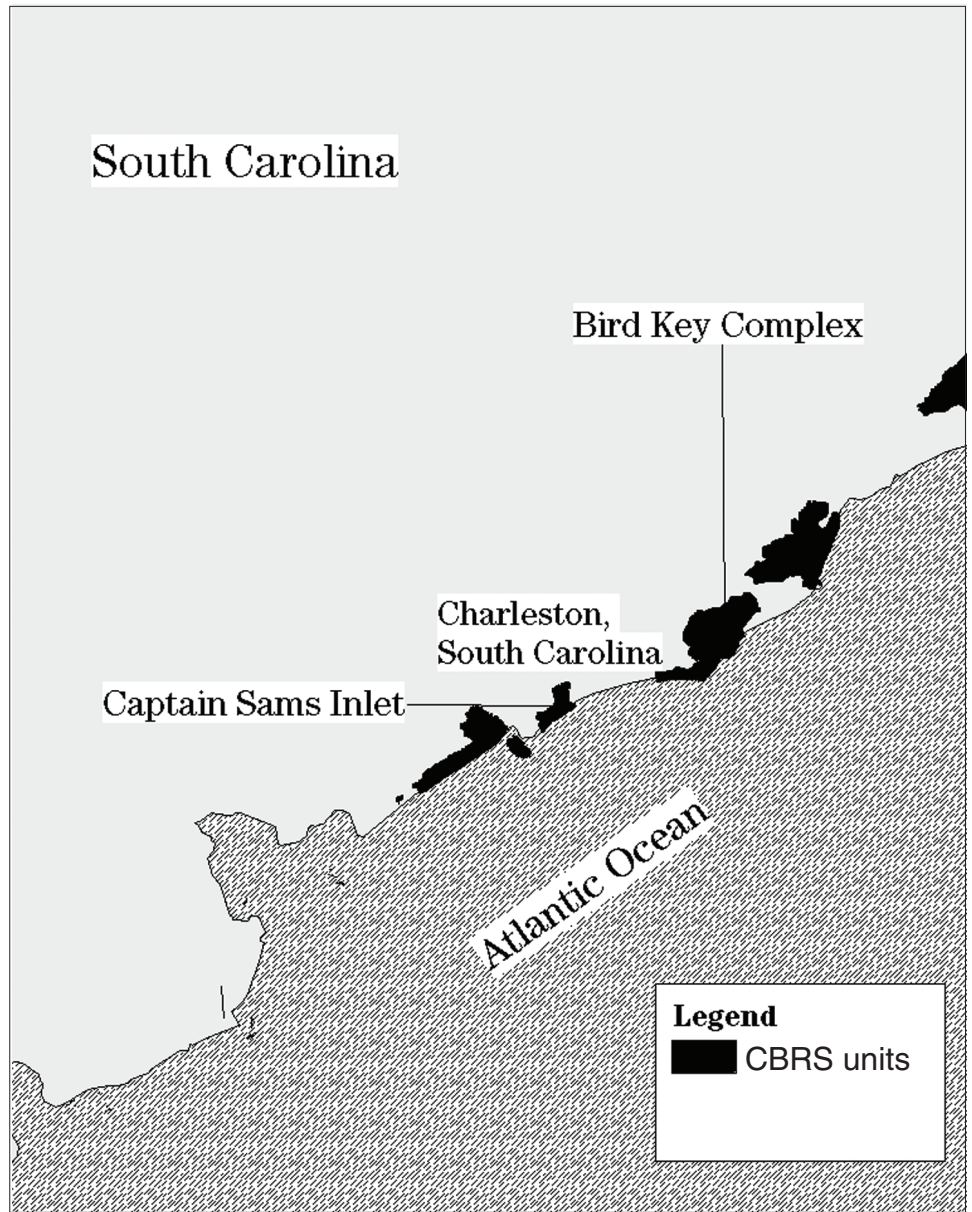 South Carolina
Bird Key Complex
Charleston,
South Carolina
Captain Sams Inlet
Atlantic Ocean
Legend
CBRS units